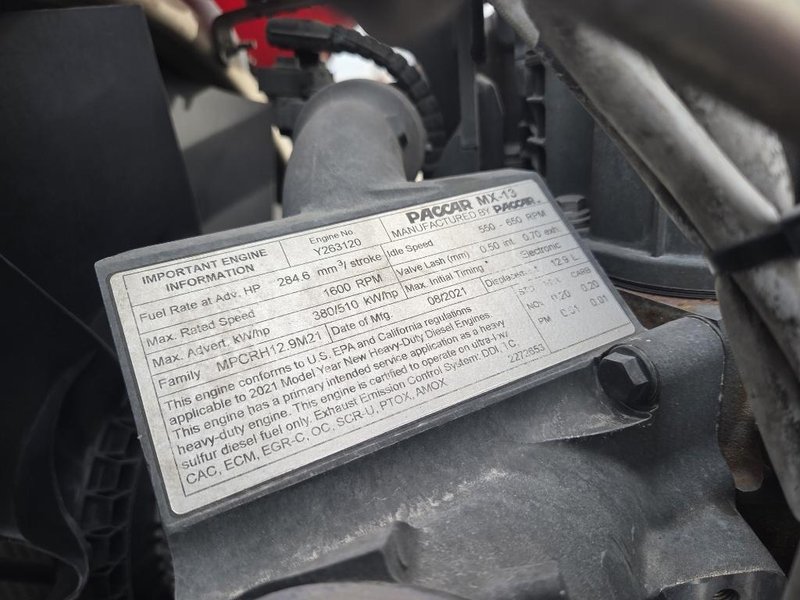 IMPORTANT ENGINE INFORMATION
Engine No. Y263120
PACCAR MX-13
MANUFACTURED BY PACCAR
Fuel Rate at Adv. HP 284.6 mm³/ stroke
Idle Speed 550 - 650 RPM
Max. Rated Speed 1600 RPM
Valve Lash (mm) 0.50 int. 0.70 exh
Max. Advert. kW/hp 380/510 kW/hp
Max. Initial Timing Electronic
Family MPCRH12.9M21
Date of Mfg. 08/2021
12.9 L
This engine conforms to U.S. EPA and California regulations
applicable to 2021 Model Year New Heavy-Duty Diesel Engines.
This engine has a primary intended service application as a heavy
heavy-duty engine. This engine is certified to operate on ultra-low
sulfur diesel fuel only. Exhaust Emission Control System: DDI, TC,
CAC, ECM, EGR-C, OC, SCR-U, PTOX, AMOX
CARB
NOx 0.20 0.20
PM 0.01 0.01
2272653